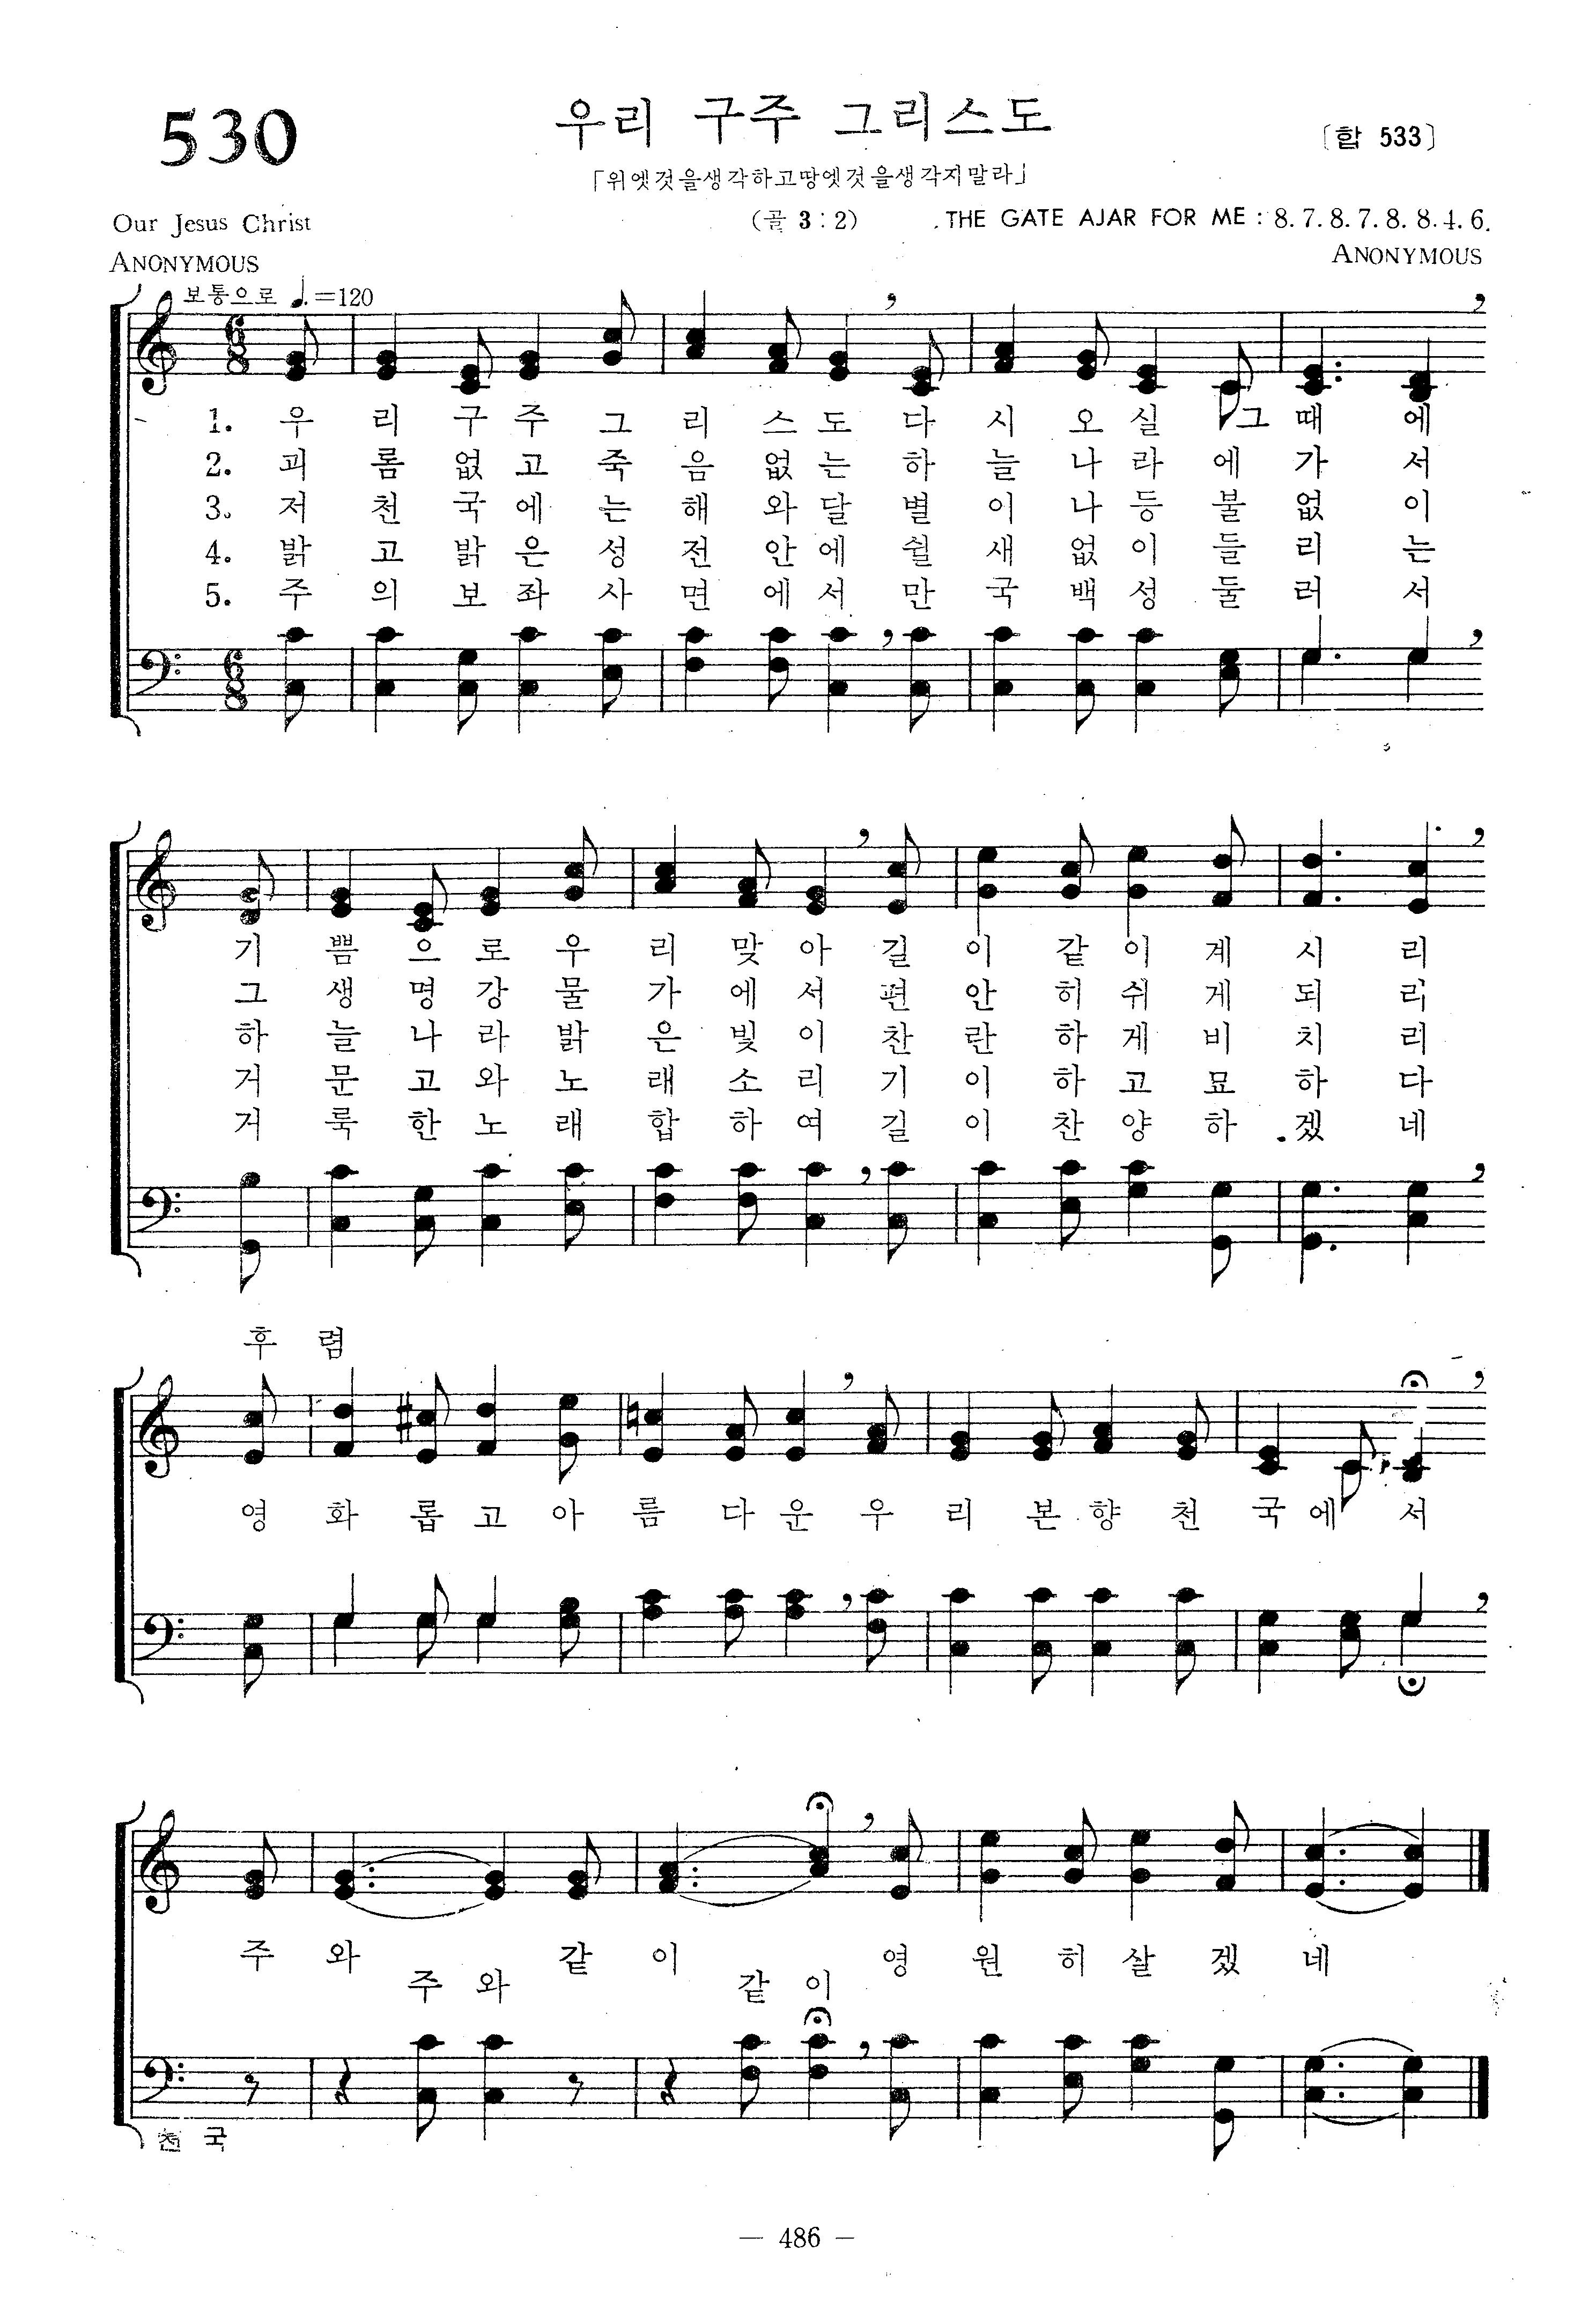 530
우리 구주 그리스도
〔합 533〕
「위엣것을생각하고땅엣것을생각지말라」
Our Jesus Christ
(골 3 : 2)
THE GATE AJAR FOR ME : 8. 7. 8. 7. 8. 8. 4. 6.
ANONYMOUS
ANONYMOUS
보통으로 ♩. =120
1. 우 리 구 주 그 리 스 도 다 시 오 실 그 때 에
2. 괴 롬 없 고 죽 음 없 는 하 늘 나 라 에 가 서
3. 저 천 국 에 는 해 와 달 별 이 나 등 불 없 이
4. 밝 고 밝 은 성 전 안 에 쉴 새 없 이 들 리 는
5. 주 의 보 좌 사 면 에 서 만 국 백 성 둘 러 서
기 쁨 으 로 우 리 맞 아 길 이 같 이 계 시 리
그 생 명 강 물 가 에 서 편 안 히 쉬 게 되 리
하 늘 나 라 밝 은 빛 이 찬 란 하 게 비 치 리
거 문 고 와 노 래 소 리 기 이 하 고 묘 하 다
거 룩 한 노 래 합 하 여 길 이 찬 양 하 겠 네
후 렴
영 화 롭 고 아 름 다 운 우 리 본 향 천 국 에 서
주 와 같 이 영 원 히 살 겠 네
주 와 같 이
천 국
— 486 —